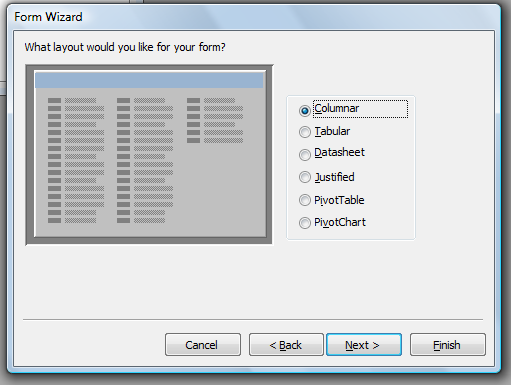 Form Wizard
What layout would you like for your form?
Columnar
Tabular
Datasheet
Justified
PivotTable
PivotChart
Cancel
< Back
Next >
Finish